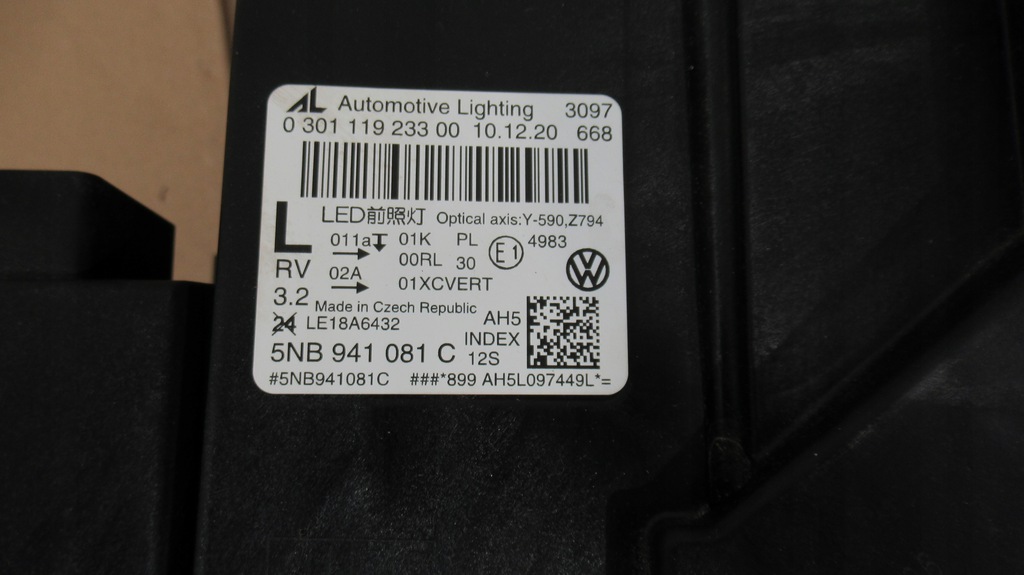 AL Automotive Lighting 3097
0 301 119 233 00 10.12.20 668
LED前照灯 Optical axis:Y-590,Z794
L 011a 01K PL E1 4983
00RL 30
RV 02A 01XCVERT
3.2 Made in Czech Republic
24 LE18A6432 AH5
INDEX
5NB 941 081 C 12S
#5NB941081C ###*899 AH5L097449L*=